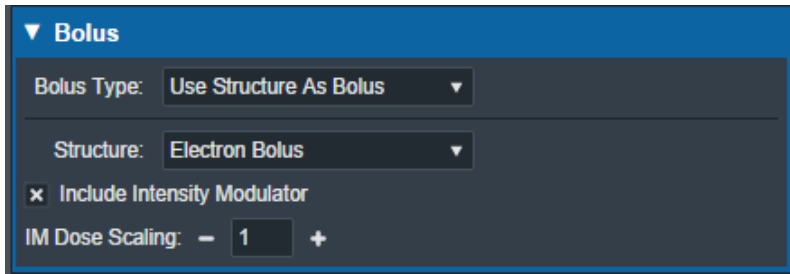 Bolus
Bolus Type: Use Structure As Bolus
Structure: Electron Bolus
Include Intensity Modulator
IM Dose Scaling: - 1 +